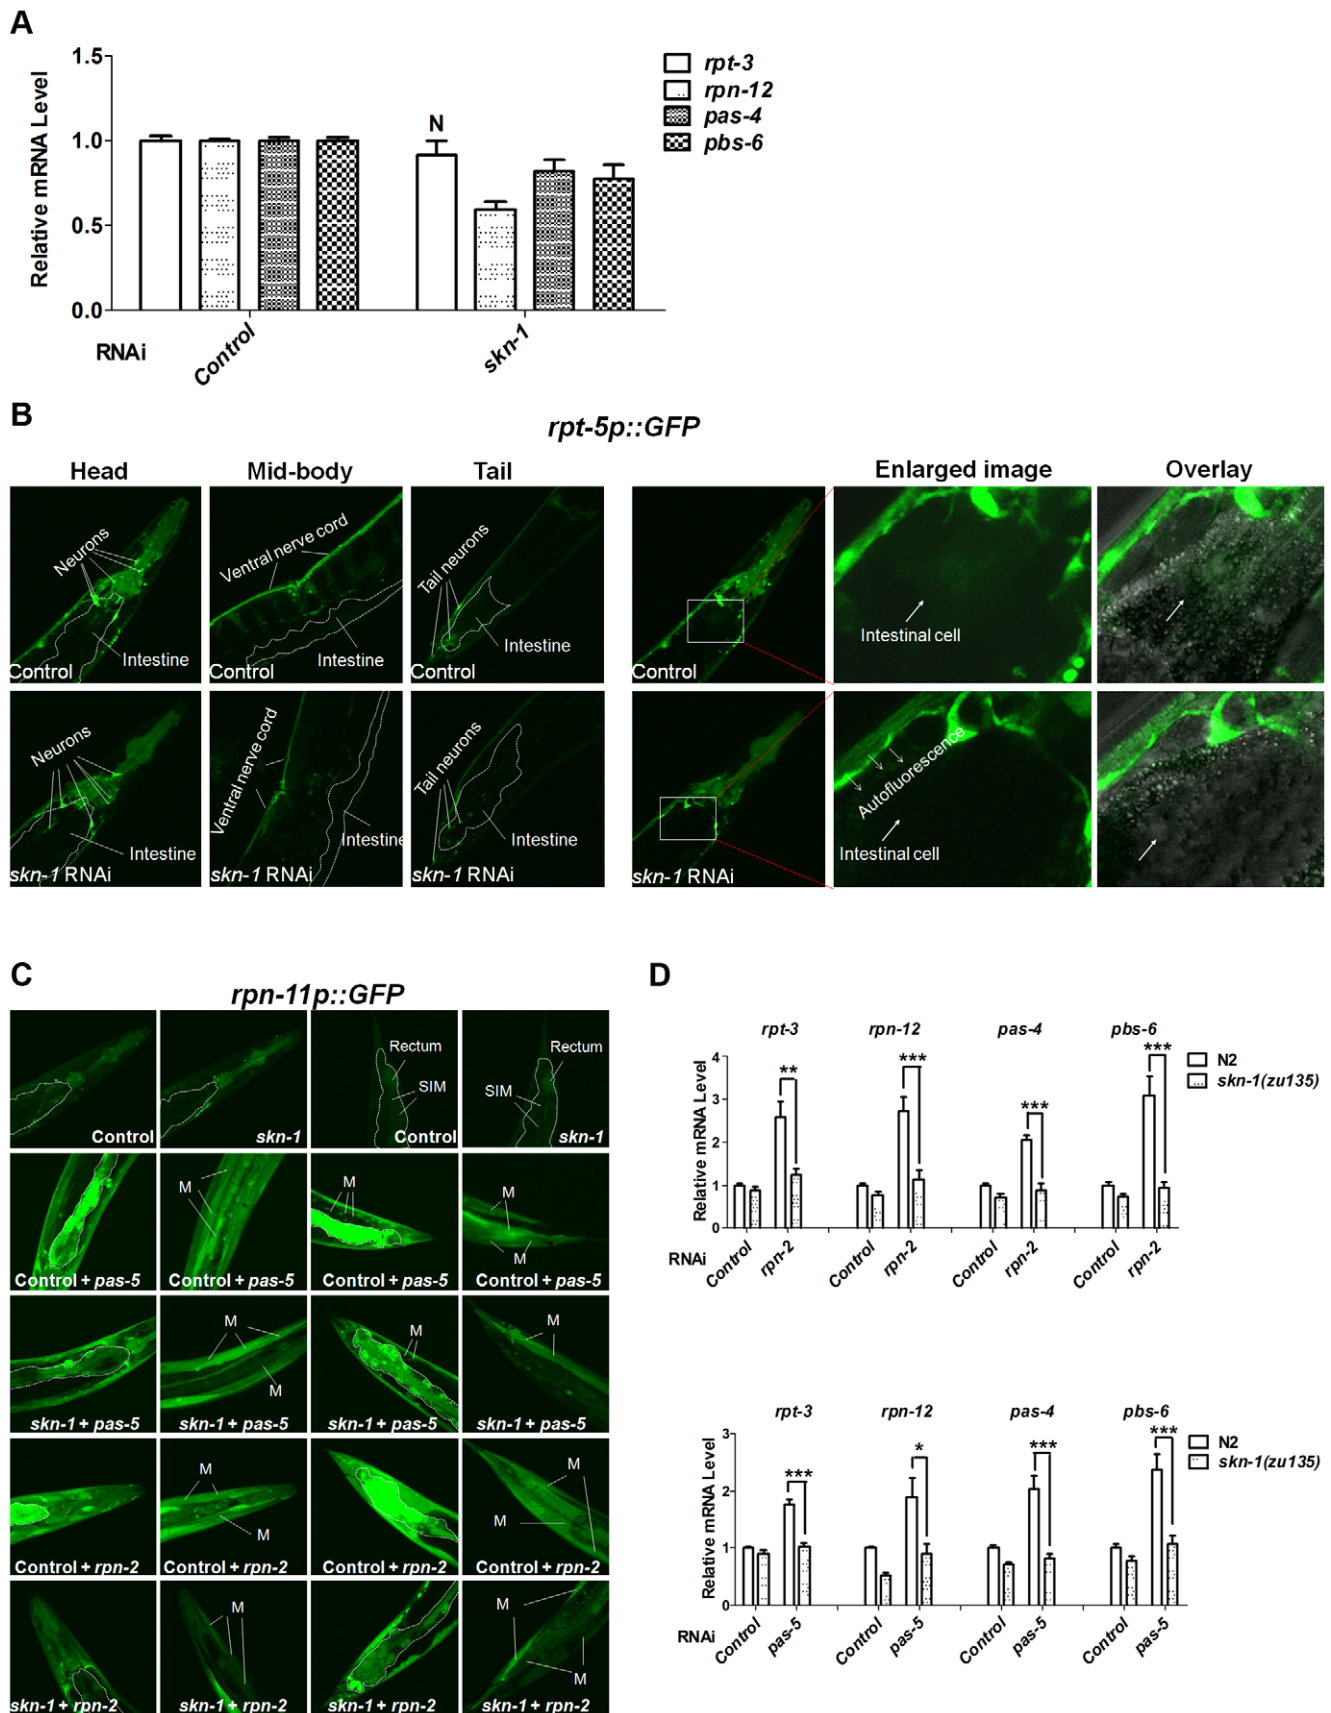 A
1.5
1.0
0.5
0.0
Relative mRNA Level
N
rpt-3
rpn-12
pas-4
pbs-6
RNAi
Control
skn-1
B
rpt-5p::GFP
Head
Mid-body
Tail
Enlarged image
Overlay
Neurons
Intestine
Control
Ventral nerve cord
Intestine
Control
Tail neurons
Intestine
Control
Control
Intestinal cell
Neurons
Intestine
skn-1 RNAi
Ventral nerve cord
Intestine
skn-1 RNAi
Tail neurons
Intestine
skn-1 RNAi
skn-1 RNAi
Autofluorescence
Intestinal cell
C
rpn-11p::GFP
Control
skn-1
Rectum
SIM
Control
Rectum
SIM
skn-1
Control + pas-5
M
Control + pas-5
M
Control + pas-5
M
M
Control + pas-5
skn-1 + pas-5
M
M
skn-1 + pas-5
M
skn-1 + pas-5
M
skn-1 + pas-5
Control + rpn-2
M
M
Control + rpn-2
Control + rpn-2
M
M
Control + rpn-2
skn-1 + rpn-2
M
skn-1 + rpn-2
skn-1 + rpn-2
M
M
skn-1 + rpn-2
D
rpt-3
rpn-12
pas-4
pbs-6
4
3
2
1
0
Relative mRNA Level
**
***
***
***
N2
skn-1(zu135)
RNAi
Control
rpn-2
Control
rpn-2
Control
rpn-2
Control
rpn-2
rpt-3
rpn-12
pas-4
pbs-6
3
2
1
0
Relative mRNA Level
***
*
***
***
N2
skn-1(zu135)
RNAi
Control
pas-5
Control
pas-5
Control
pas-5
Control
pas-5